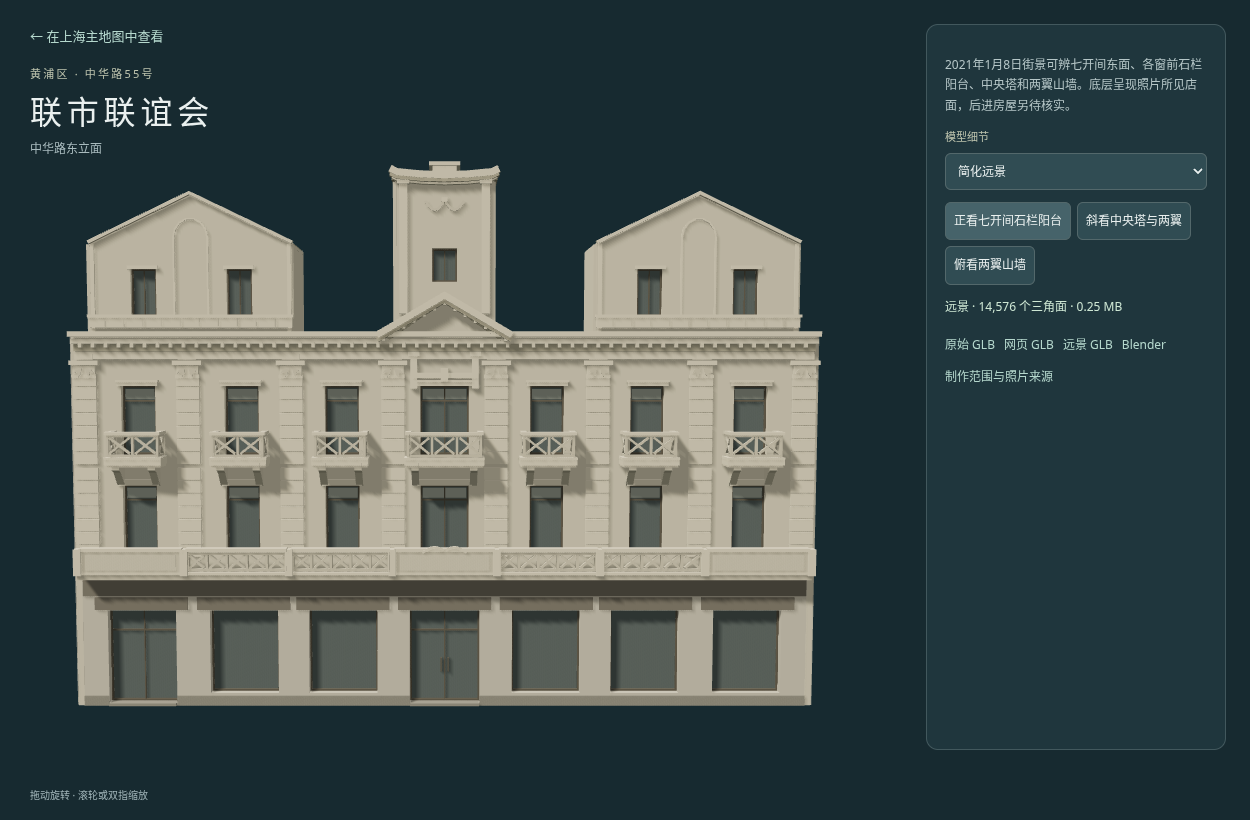 ← 在上海主地图中查看
黄浦区 · 中华路55号
联市联谊会
中华路东立面
2021年1月8日街景可辨七开间东面、各窗前石栏
阳台、中央塔和两翼山墙。底层呈现照片所见店
面，后进房屋另待核实。
模型细节
简化远景
正看七开间石栏阳台
斜看中央塔与两翼
俯看两翼山墙
远景 · 14,576 个三角面 · 0.25 MB
原始 GLB 网页 GLB 远景 GLB Blender
制作范围与照片来源
拖动旋转 · 滚轮或双指缩放